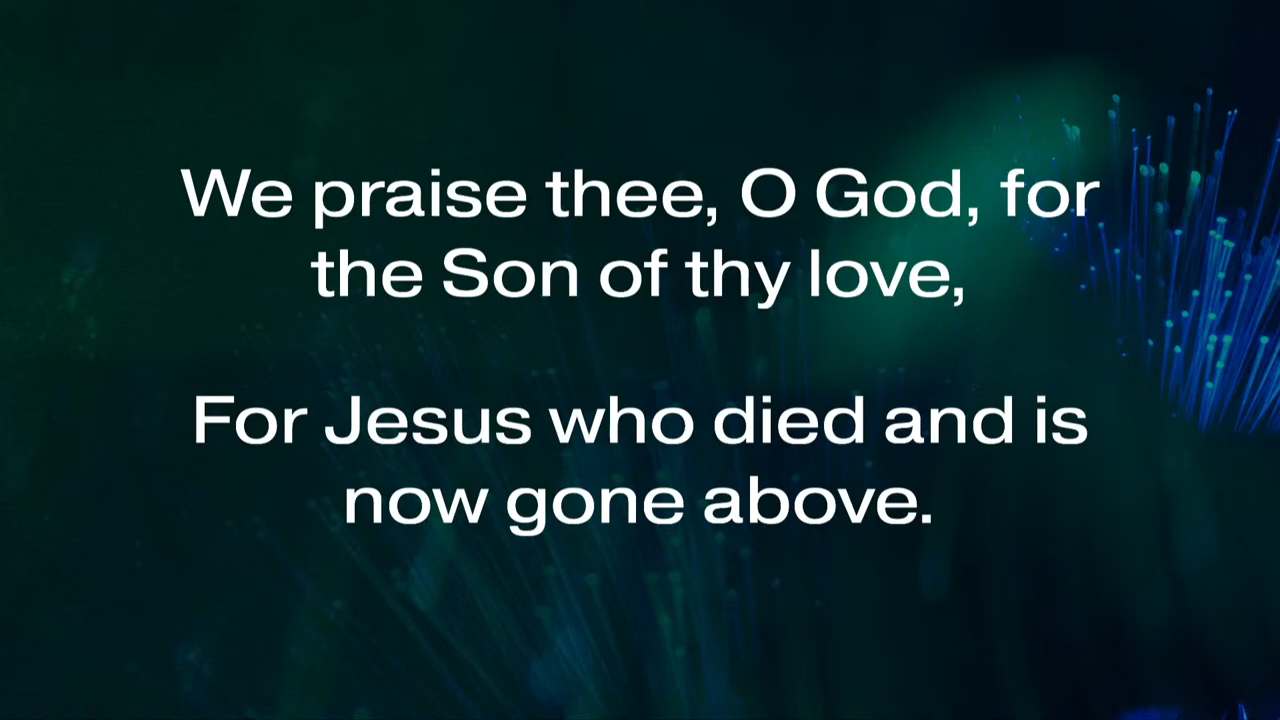 We praise thee, O God, for
the Son of thy love,
For Jesus who died and is
now gone above.